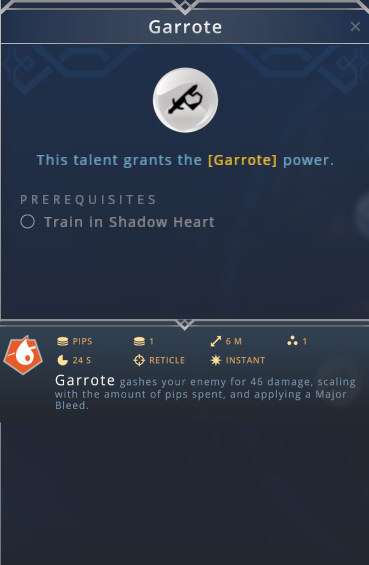 Garrote
This talent grants the [Garrote] power.
PREREQUISITES
Train in Shadow Heart
PIPS 1 6 M 1
24 S RETICLE INSTANT
Garrote gashes your enemy for 46 damage, scaling
with the amount of pips spent, and applying a Major
Bleed.